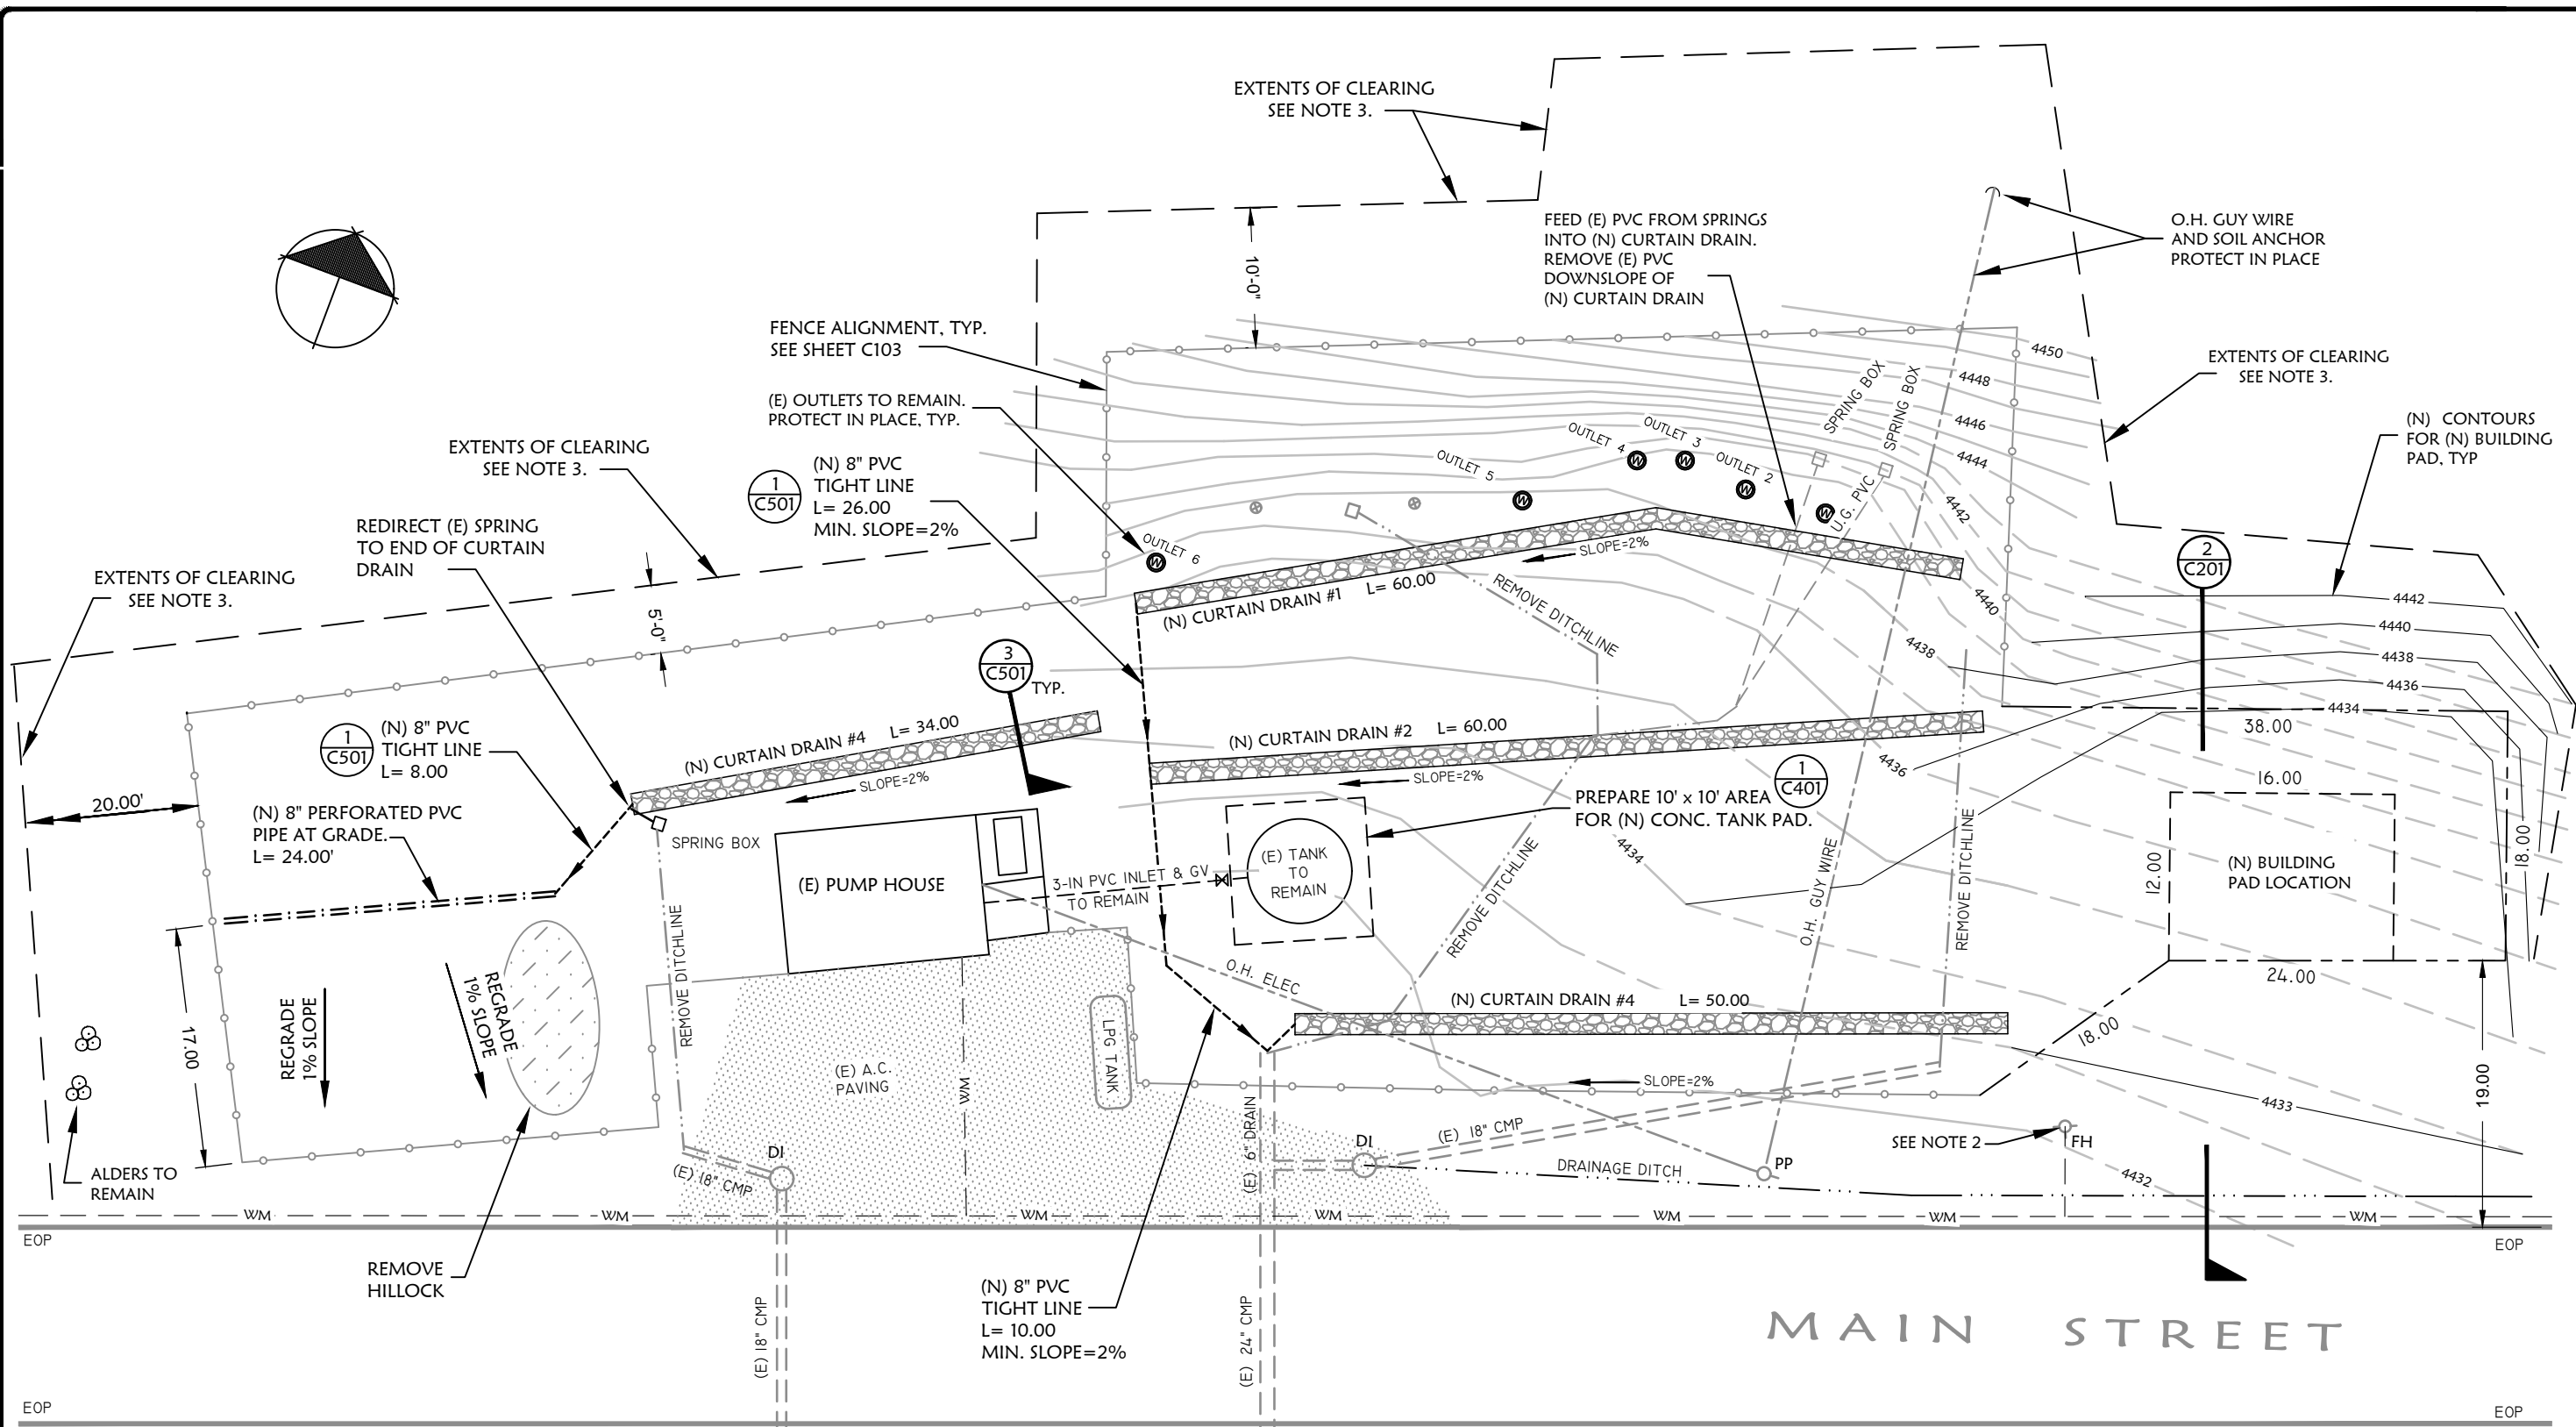 EXTENTS OF CLEARING
SEE NOTE 3.
10'-0"
FEED (E) PVC FROM SPRINGS
INTO (N) CURTAIN DRAIN.
REMOVE (E) PVC
DOWNSLOPE OF
(N) CURTAIN DRAIN
O.H. GUY WIRE
AND SOIL ANCHOR
PROTECT IN PLACE
FENCE ALIGNMENT, TYP.
SEE SHEET C103
(E) OUTLETS TO REMAIN.
PROTECT IN PLACE, TYP.
EXTENTS OF CLEARING
SEE NOTE 3.
(N) CONTOURS
FOR (N) BUILDING
PAD, TYP
EXTENTS OF CLEARING
SEE NOTE 3.
1
C501
(N) 8" PVC
TIGHT LINE
L= 26.00
MIN. SLOPE=2%
REDIRECT (E) SPRING
TO END OF CURTAIN
DRAIN
EXTENTS OF CLEARING
SEE NOTE 3.
5'-0"
SPRING BOX
SPRING BOX
4450
4448
4446
4444
4442
4440
4438
4436
4434
OUTLET 4
OUTLET 3
OUTLET 2
OUTLET 5
OUTLET 6
W
W
W
W
W
W
U.G. PVC
SLOPE=2%
(N) CURTAIN DRAIN #1 L= 60.00
REMOVE DITCHLINE
2
C201
4442
4440
4438
4436
4434
38.00
16.00
12.00
18.00
(N) BUILDING
PAD LOCATION
24.00
18.00
19.00
3
C501
TYP.
1
C501
(N) 8" PVC
TIGHT LINE
L= 8.00
(N) CURTAIN DRAIN #4 L= 34.00
SLOPE=2%
(N) CURTAIN DRAIN #2 L= 60.00
SLOPE=2%
1
C401
PREPARE 10' x 10' AREA
FOR (N) CONC. TANK PAD.
20.00'
(N) 8" PERFORATED PVC
PIPE AT GRADE.
L= 24.00'
SPRING BOX
(E) PUMP HOUSE
3-IN PVC INLET & GV
TO REMAIN
(E) TANK
TO
REMAIN
REMOVE DITCHLINE
O.H. GUY WIRE
REMOVE DITCHLINE
REMOVE DITCHLINE
O.H. ELEC
(N) CURTAIN DRAIN #4 L= 50.00
SLOPE=2%
17.00
REGRADE
1% SLOPE
REGRADE
1% SLOPE
(E) A.C.
PAVING
WM
LPG TANK
(E) 6" DRAIN
(E) 18" CMP
DI
(E) 18" CMP
DI
DRAINAGE DITCH
PP
SEE NOTE 2
FH
4433
4432
ALDERS TO
REMAIN
WM
WM
WM
WM
WM
WM
WM
EOP
EOP
REMOVE
HILLOCK
(E) 18" CMP
(N) 8" PVC
TIGHT LINE
L= 10.00
MIN. SLOPE=2%
(E) 24" CMP
MAIN STREET
EOP
EOP